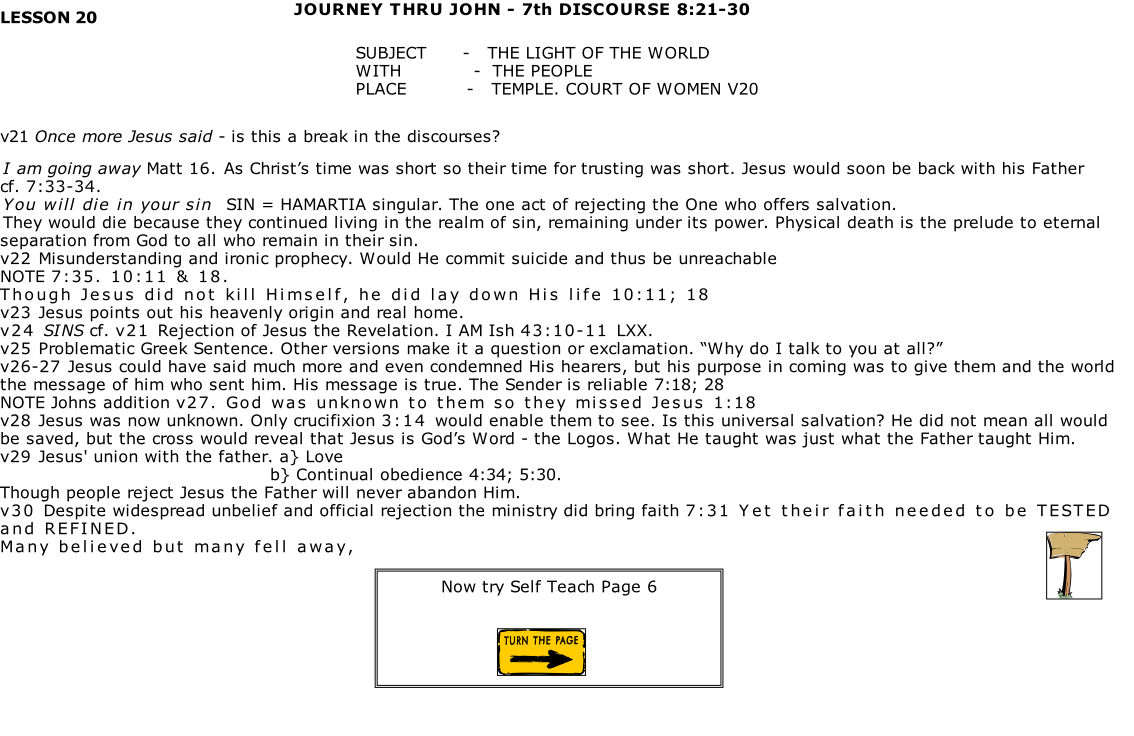 LESSON 20
JOURNEY THRU JOHN - 7th DISCOURSE 8:21-30
SUBJECT - THE LIGHT OF THE WORLD
WITH - THE PEOPLE
PLACE - TEMPLE. COURT OF WOMEN V20
v21 Once more Jesus said - is this a break in the discourses?
I am going away Matt 16. As Christ’s time was short so their time for trusting was short. Jesus would soon be back with his Father
cf. 7:33-34.
You will die in your sin SIN = HAMARTIA singular. The one act of rejecting the One who offers salvation.
They would die because they continued living in the realm of sin, remaining under its power. Physical death is the prelude to eternal
separation from God to all who remain in their sin.
v22 Misunderstanding and ironic prophecy. Would He commit suicide and thus be unreachable
NOTE 7:35. 10:11 & 18.
Though Jesus did not kill Himself, he did lay down His life 10:11; 18
v23 Jesus points out his heavenly origin and real home.
v24 SINS cf. v21 Rejection of Jesus the Revelation. I AM Ish 43:10-11 LXX.
v25 Problematic Greek Sentence. Other versions make it a question or exclamation. “Why do I talk to you at all?”
v26-27 Jesus could have said much more and even condemned His hearers, but his purpose in coming was to give them and the world
the message of him who sent him. His message is true. The Sender is reliable 7:18; 28
NOTE Johns addition v27. God was unknown to them so they missed Jesus 1:18
v28 Jesus was now unknown. Only crucifixion 3:14 would enable them to see. Is this universal salvation? He did not mean all would
be saved, but the cross would reveal that Jesus is God’s Word - the Logos. What He taught was just what the Father taught Him.
v29 Jesus' union with the father. a} Love
b} Continual obedience 4:34; 5:30.
Though people reject Jesus the Father will never abandon Him.
v30 Despite widespread unbelief and official rejection the ministry did bring faith 7:31 Yet their faith needed to be TESTED
and REFINED.
Many believed but many fell away,
Now try Self Teach Page 6
TURN THE PAGE